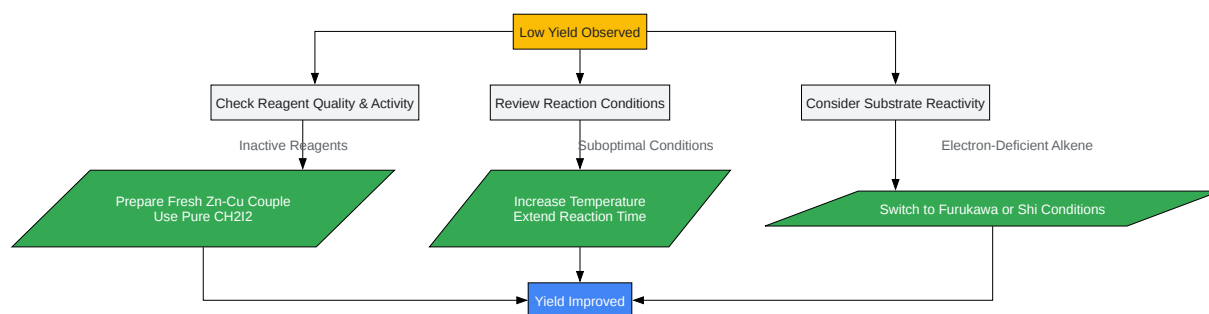 Low Yield Observed
Check Reagent Quality & Activity
Review Reaction Conditions
Consider Substrate Reactivity
Inactive Reagents
Suboptimal Conditions
Electron-Deficient Alkene
Prepare Fresh Zn-Cu Couple
Use Pure CH2I2
Increase Temperature
Extend Reaction Time
Switch to Furukawa or Shi Conditions
Yield Improved